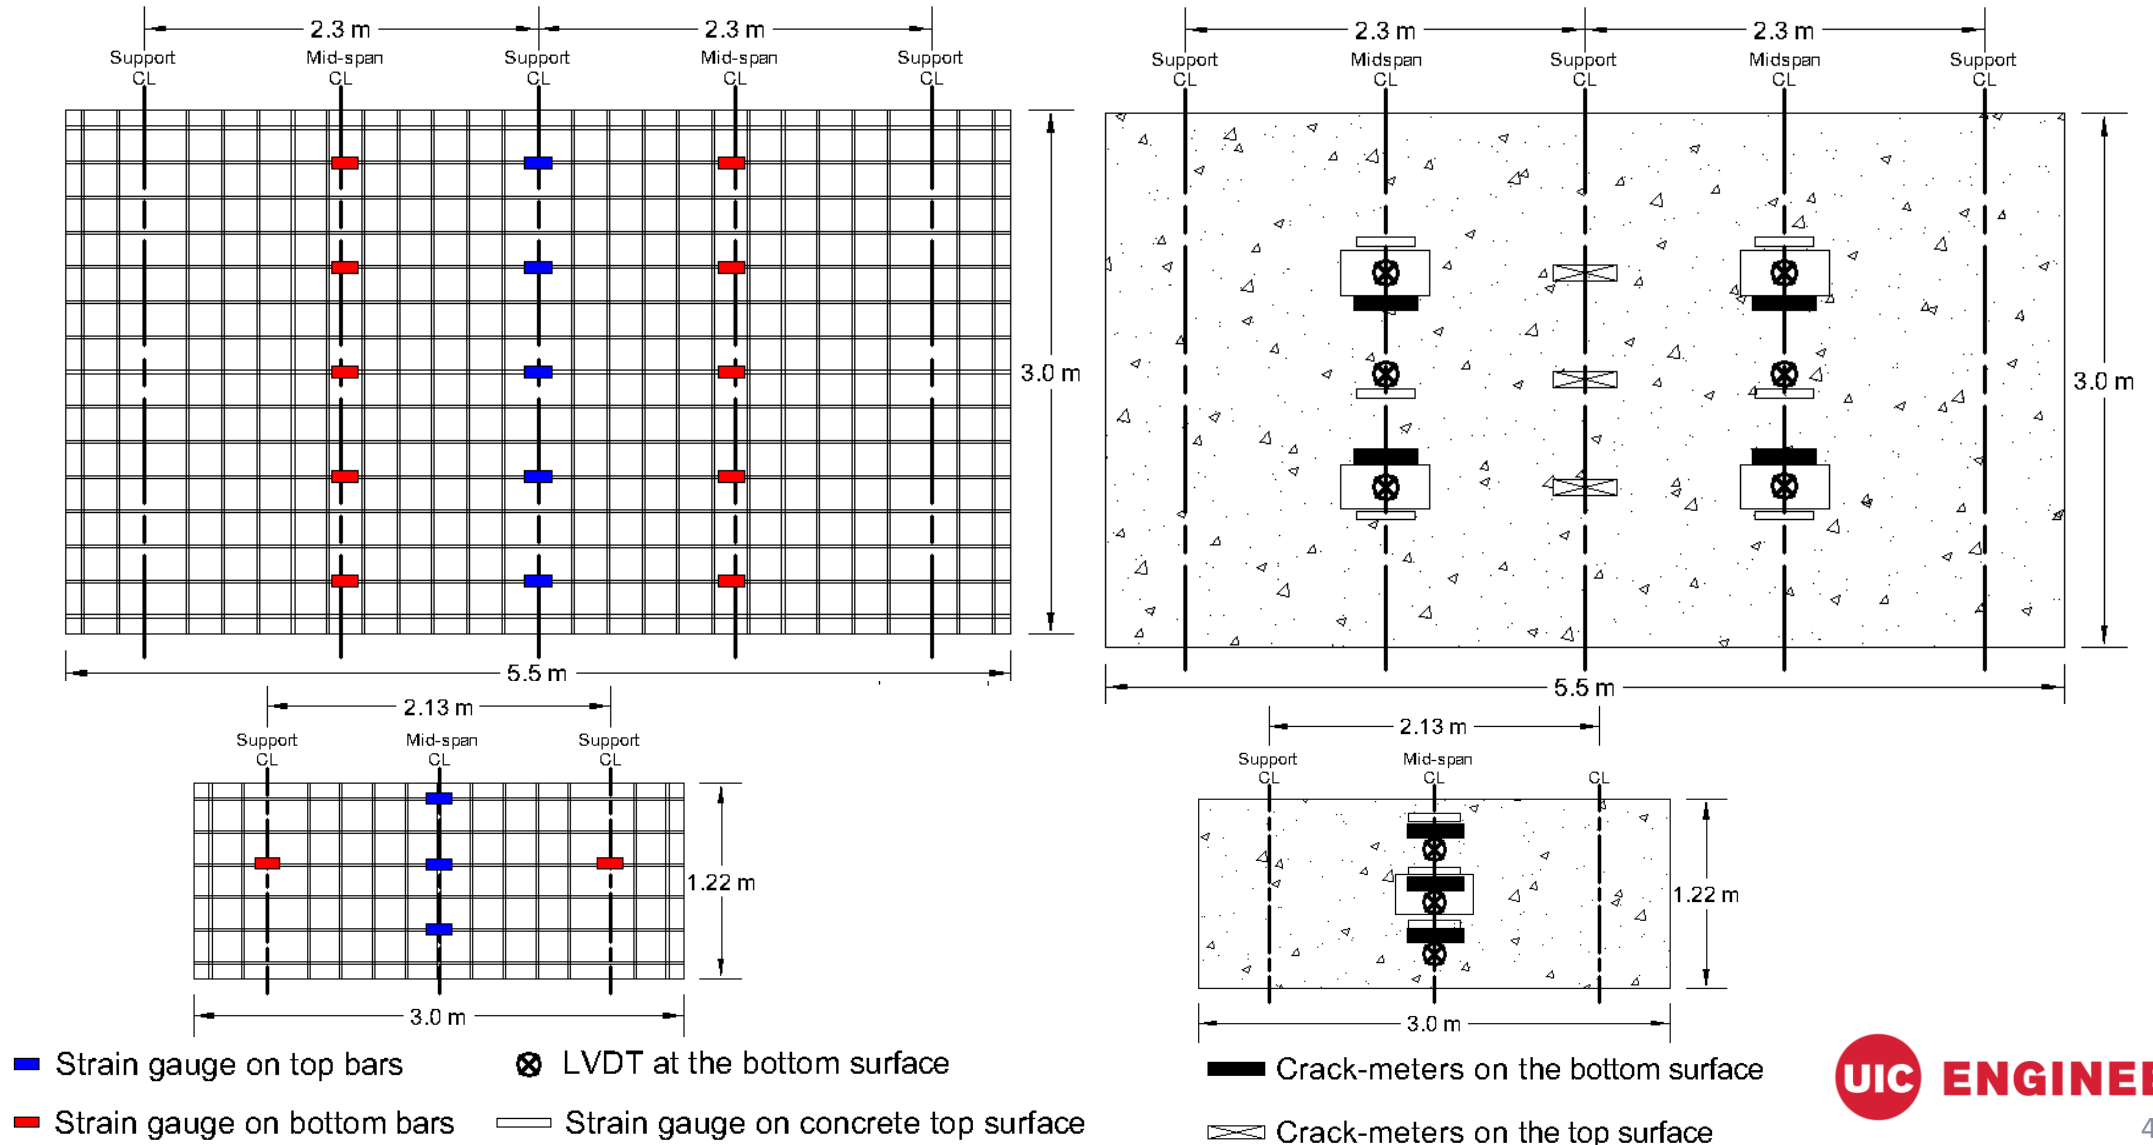 2.3 m 2.3 m
Support Mid-span Support Mid-span Support
CL CL CL CL CL
3.0 m
5.5 m
2.3 m 2.3 m
Support Midspan Support Midspan Support
CL CL CL CL CL
3.0 m
5.5 m
2.13 m
Support Mid-span Support
CL CL CL
1.22 m
3.0 m
2.13 m
Support Mid-span
CL CL CL
1.22 m
3.0 m
Strain gauge on top bars
LVDT at the bottom surface
Strain gauge on bottom bars
Strain gauge on concrete top surface
Crack-meters on the bottom surface
Crack-meters on the top surface
UIC ENGINEE